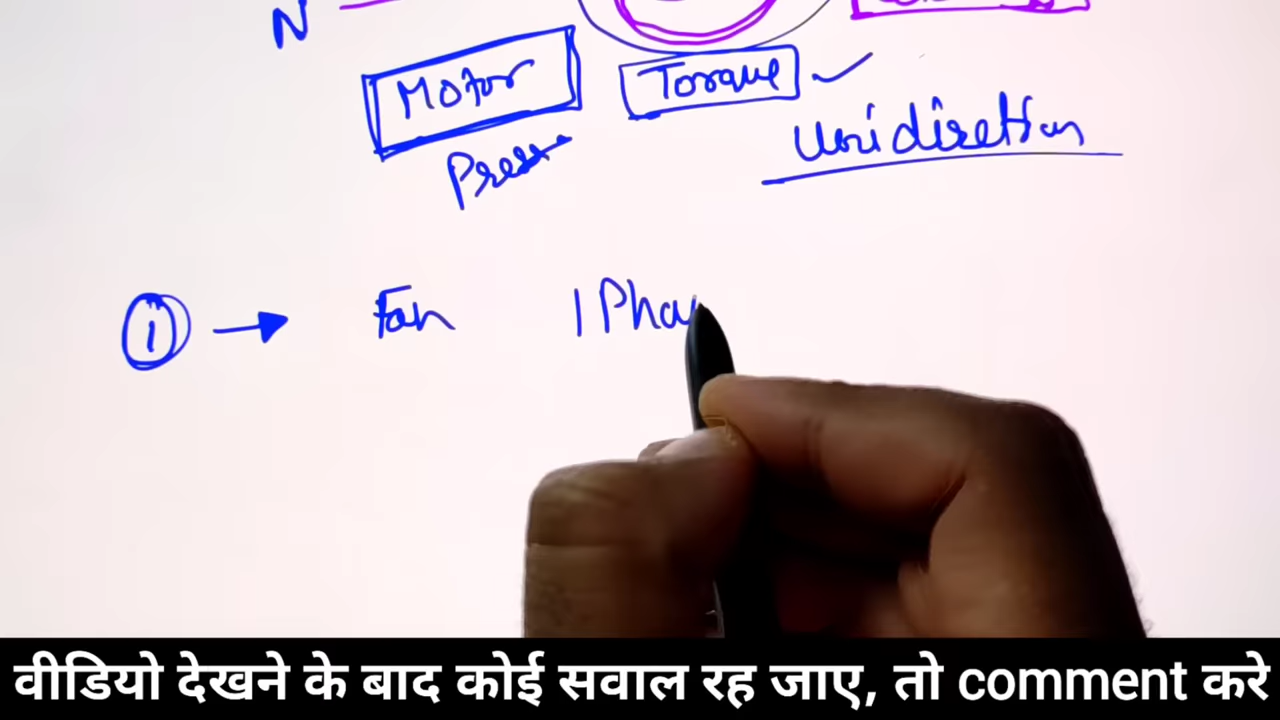 N
Motor
Torque
Press
Unidirection
1 → Fan 1 Pha
वीडियो देखने के बाद कोई सवाल रह जाए, तो comment करे